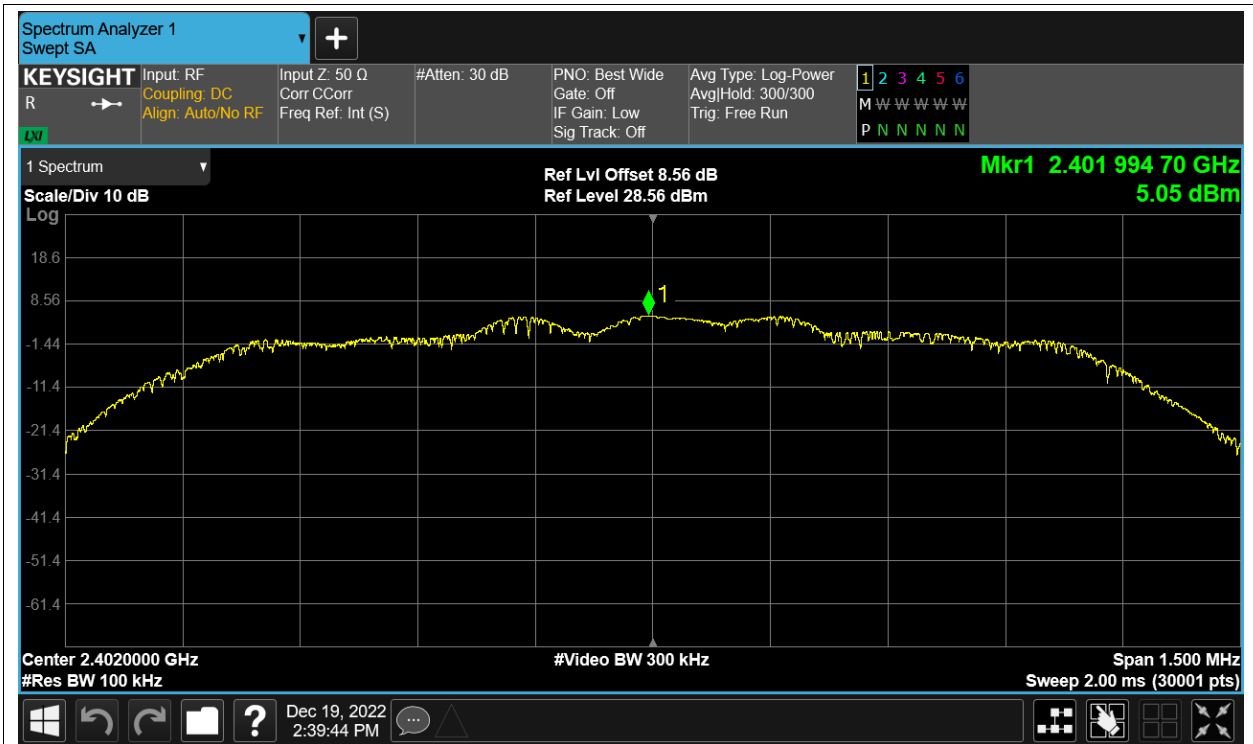 Spectrum Analyzer 1
Swept SA
KEYSIGHT
R
LXI
Input: RF
Coupling: DC
Align: Auto/No RF
Input Z: 50 Ω
Corr CCorr
Freq Ref: Int (S)
#Atten: 30 dB
PNO: Best Wide
Gate: Off
IF Gain: Low
Sig Track: Off
Avg Type: Log-Power
Avg|Hold: 300/300
Trig: Free Run
1 2 3 4 5 6
M W W W W W W
P N N N N N
1 Spectrum
Scale/Div 10 dB
Log
Ref Lvl Offset 8.56 dB
Ref Level 28.56 dBm
Mkr1 2.401 994 70 GHz
5.05 dBm
18.6
8.56
1
-1.44
-11.4
-21.4
-31.4
-41.4
-51.4
-61.4
Center 2.4020000 GHz
#Video BW 300 kHz
Span 1.500 MHz
#Res BW 100 kHz
Sweep 2.00 ms (30001 pts)
?
Dec 19, 2022
2:39:44 PM